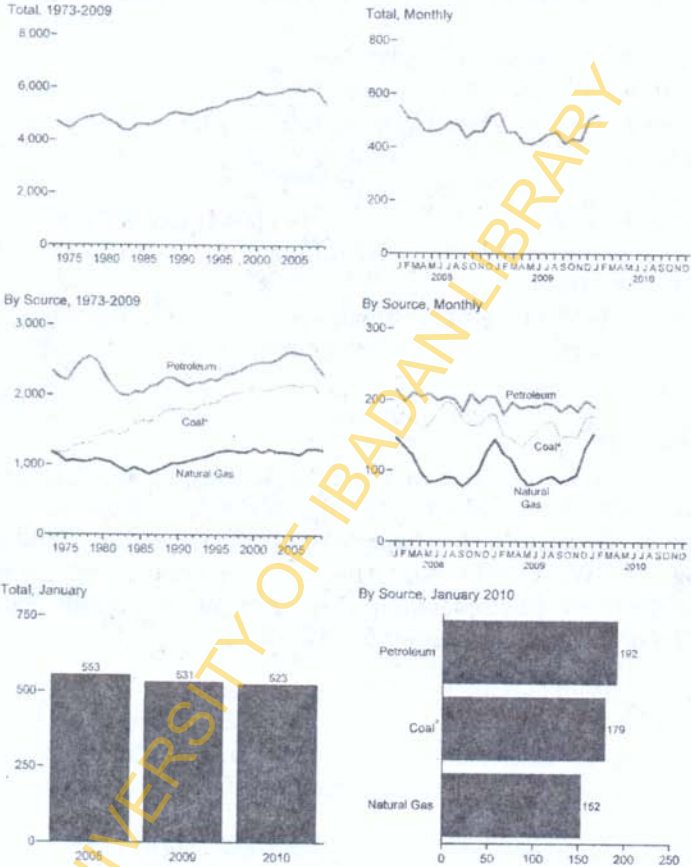 Total, 1973-2009
8,000
6,000
4,000
2,000
0
1975 1980 1985 1990 1995 2000 2005
Total, Monthly
800
600
400
200
0
J F M A M J J A S O N D J F M A M J J A S O N D J F M A M J J A S O N D
2008 2009 2010
By Source, 1973-2009
3,000
2,000
1,000
0
Petroleum
Coal
Natural Gas
1975 1980 1985 1990 1995 2000 2005
By Source, Monthly
300
200
100
0
Petroleum
Coal
Natural
Gas
J F M A M J J A S O N D J F M A M J J A S O N D J F M A M J J A S O N D
2008 2009 2010
Total, January
750
500
250
0
553 531 523
2008 2009 2010
By Source, January 2010
Petroleum 192
Coal 179
Natural Gas 152
0 50 100 150 200 250
UNIVERSITY OF IBADAN LIBRARY